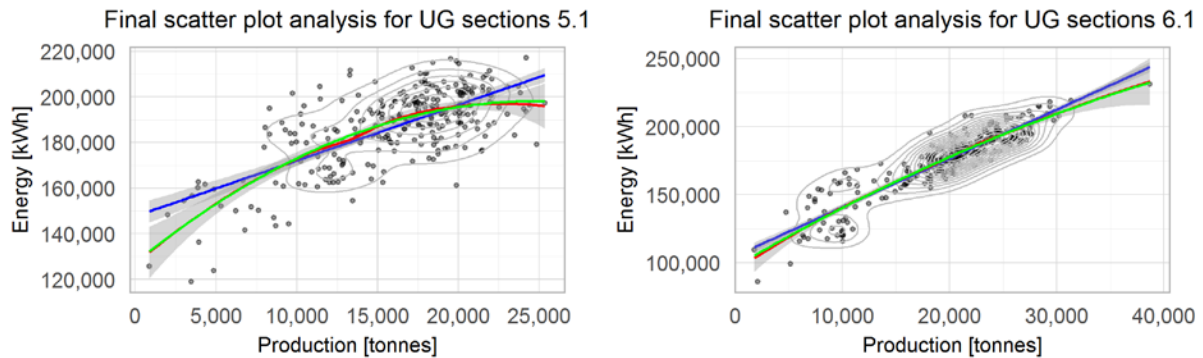 Final scatter plot analysis for UG sections 5.1
Energy [kWh]
220,000
200,000
180,000
160,000
140,000
120,000
0 5,000 10,000 15,000 20,000 25,000
Production [tonnes]
Final scatter plot analysis for UG sections 6.1
Energy [kWh]
250,000
200,000
150,000
100,000
0 10,000 20,000 30,000 40,000
Production [tonnes]